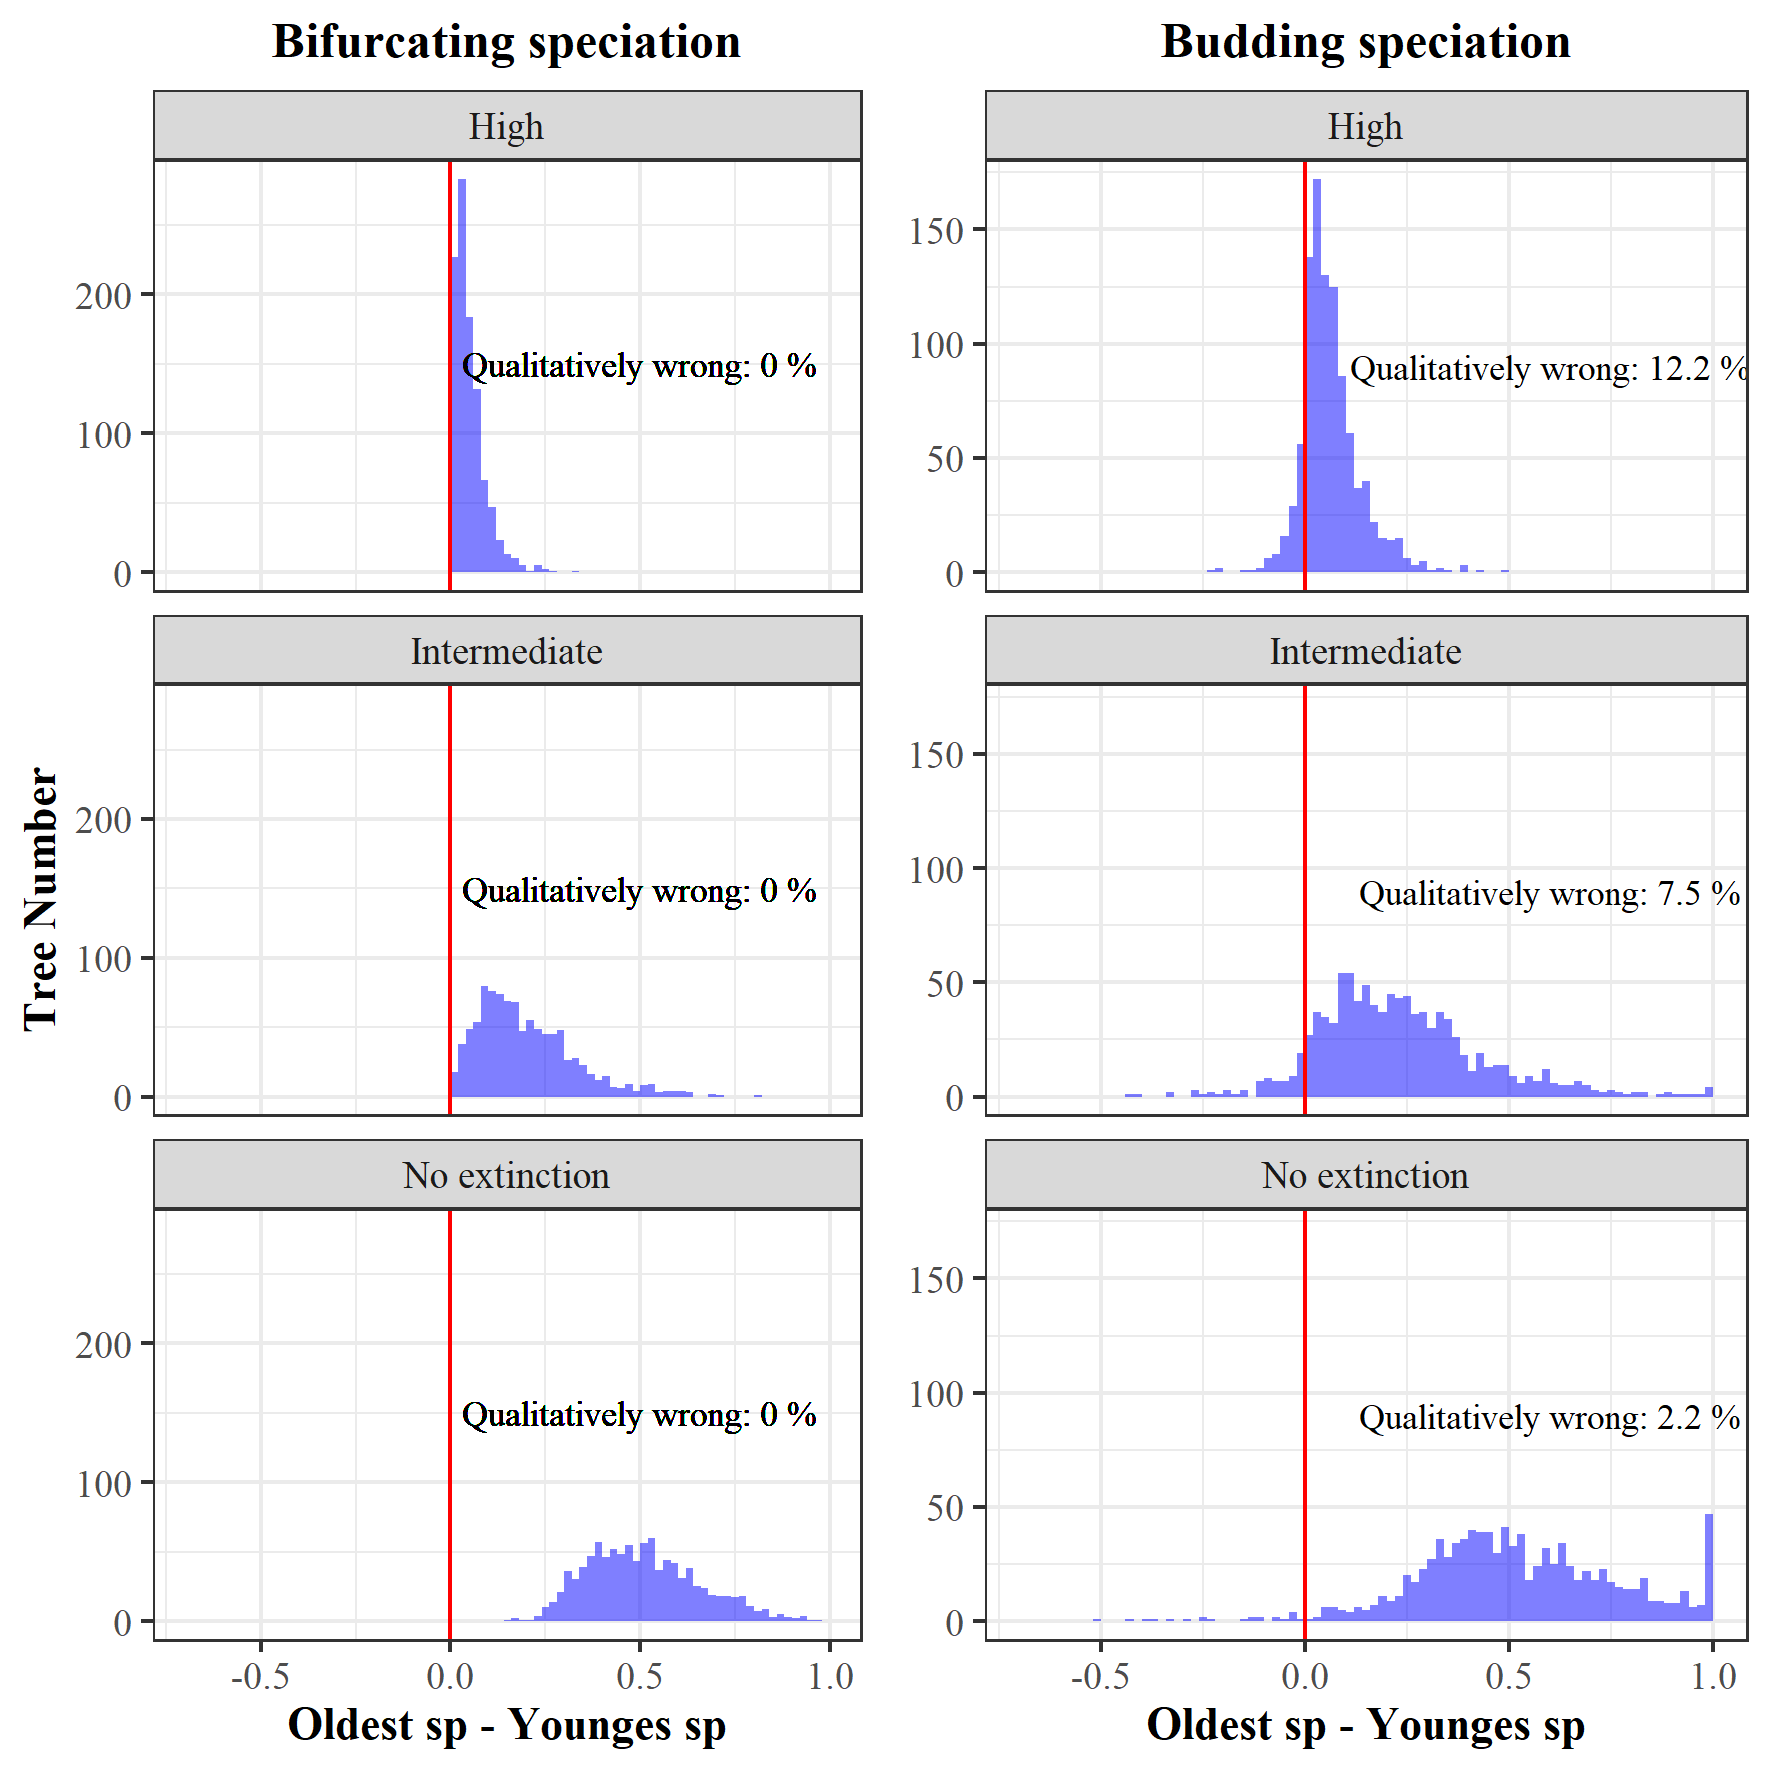 Bifurcating speciation
Budding speciation
High
High
200
100
0
150
100
50
0
Qualitatively wrong: 0 %
Qualitatively wrong: 12.2 %
Intermediate
Intermediate
200
100
0
150
100
50
0
Qualitatively wrong: 0 %
Qualitatively wrong: 7.5 %
Tree Number
No extinction
No extinction
200
100
0
150
100
50
0
Qualitatively wrong: 0 %
Qualitatively wrong: 2.2 %
-0.5 0.0 0.5 1.0
-0.5 0.0 0.5 1.0
Oldest sp - Younges sp
Oldest sp - Younges sp